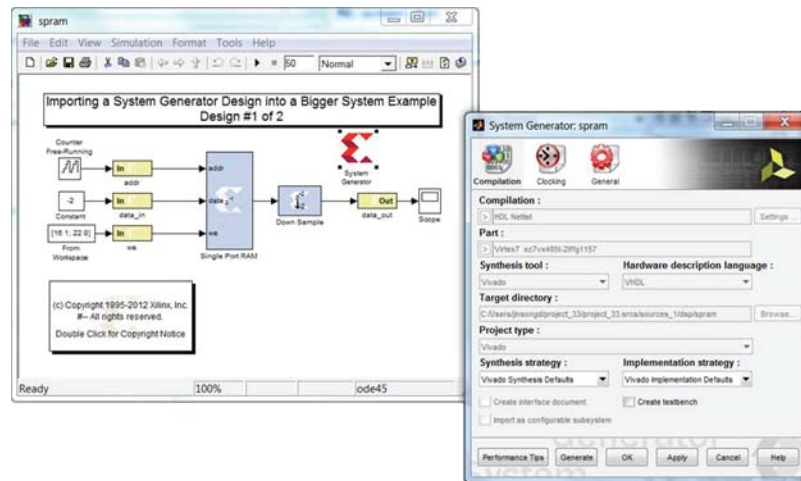 spram
File Edit View Simulation Format Tools Help
50
Normal
Importing a System Generator Design into a Bigger System Example
Design #1 of 2
Counter
Free-Running
In
addr
-2
Constant
In
data_in
[16 1; 22 0]
From
Workspace
In
we
addr
data
we
Single Port RAM
Down Sample
System
Generator
Out
data_out
Scope
(c) Copyright 1995-2012 Xilinx, Inc.
#-- All rights reserved.
Double Click for Copyright Notice
Ready
100%
ode45
System Generator: spram
Compilation
Clocking
General
Compilation :
> HDL Netlist
Settings...
Part :
>
Synthesis tool :
Hardware description language :
Vivado
VHDL
Target directory :
Browse...
Project type :
Vivado
Synthesis strategy :
Implementation strategy :
Vivado Synthesis Defaults
Vivado Implementation Defaults
Create interface document
Create testbench
Import as configurable subsystem
Performance Tips
Generate
OK
Apply
Cancel
Help